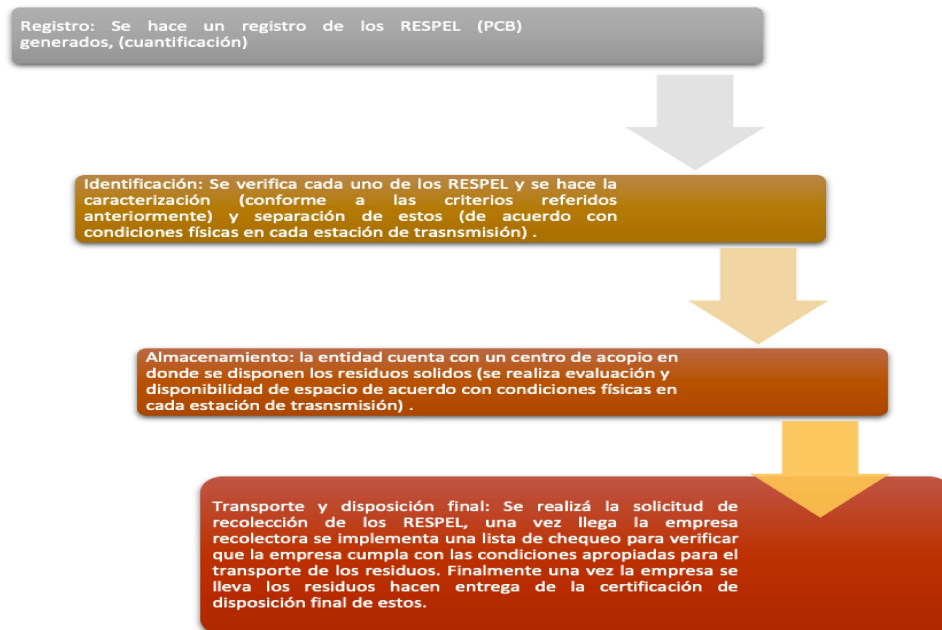 Registro: Se hace un registro de los RESPEL (PCB)
generados, (cuantificación)
Identificación: Se verifica cada uno de los RESPEL y se hace la
caracterización (conforme a las criterios referidos
anteriormente) y separación de estos (de acuerdo con
condiciones físicas en cada estación de trasnsmisión) .
Almacenamiento: la entidad cuenta con un centro de acopio en
donde se disponen los residuos solidos (se realiza evaluación y
disponibilidad de espacio de acuerdo con condiciones físicas en
cada estación de trasnsmisión) .
Transporte y disposición final: Se realizá la solicitud de
recolección de los RESPEL, una vez llega la empresa
recolectora se implementa una lista de chequeo para verificar
que la empresa cumpla con las condiciones apropiadas para el
transporte de los residuos. Finalmente una vez la empresa se
lleva los residuos hacen entrega de la certificación de
disposición final de estos.